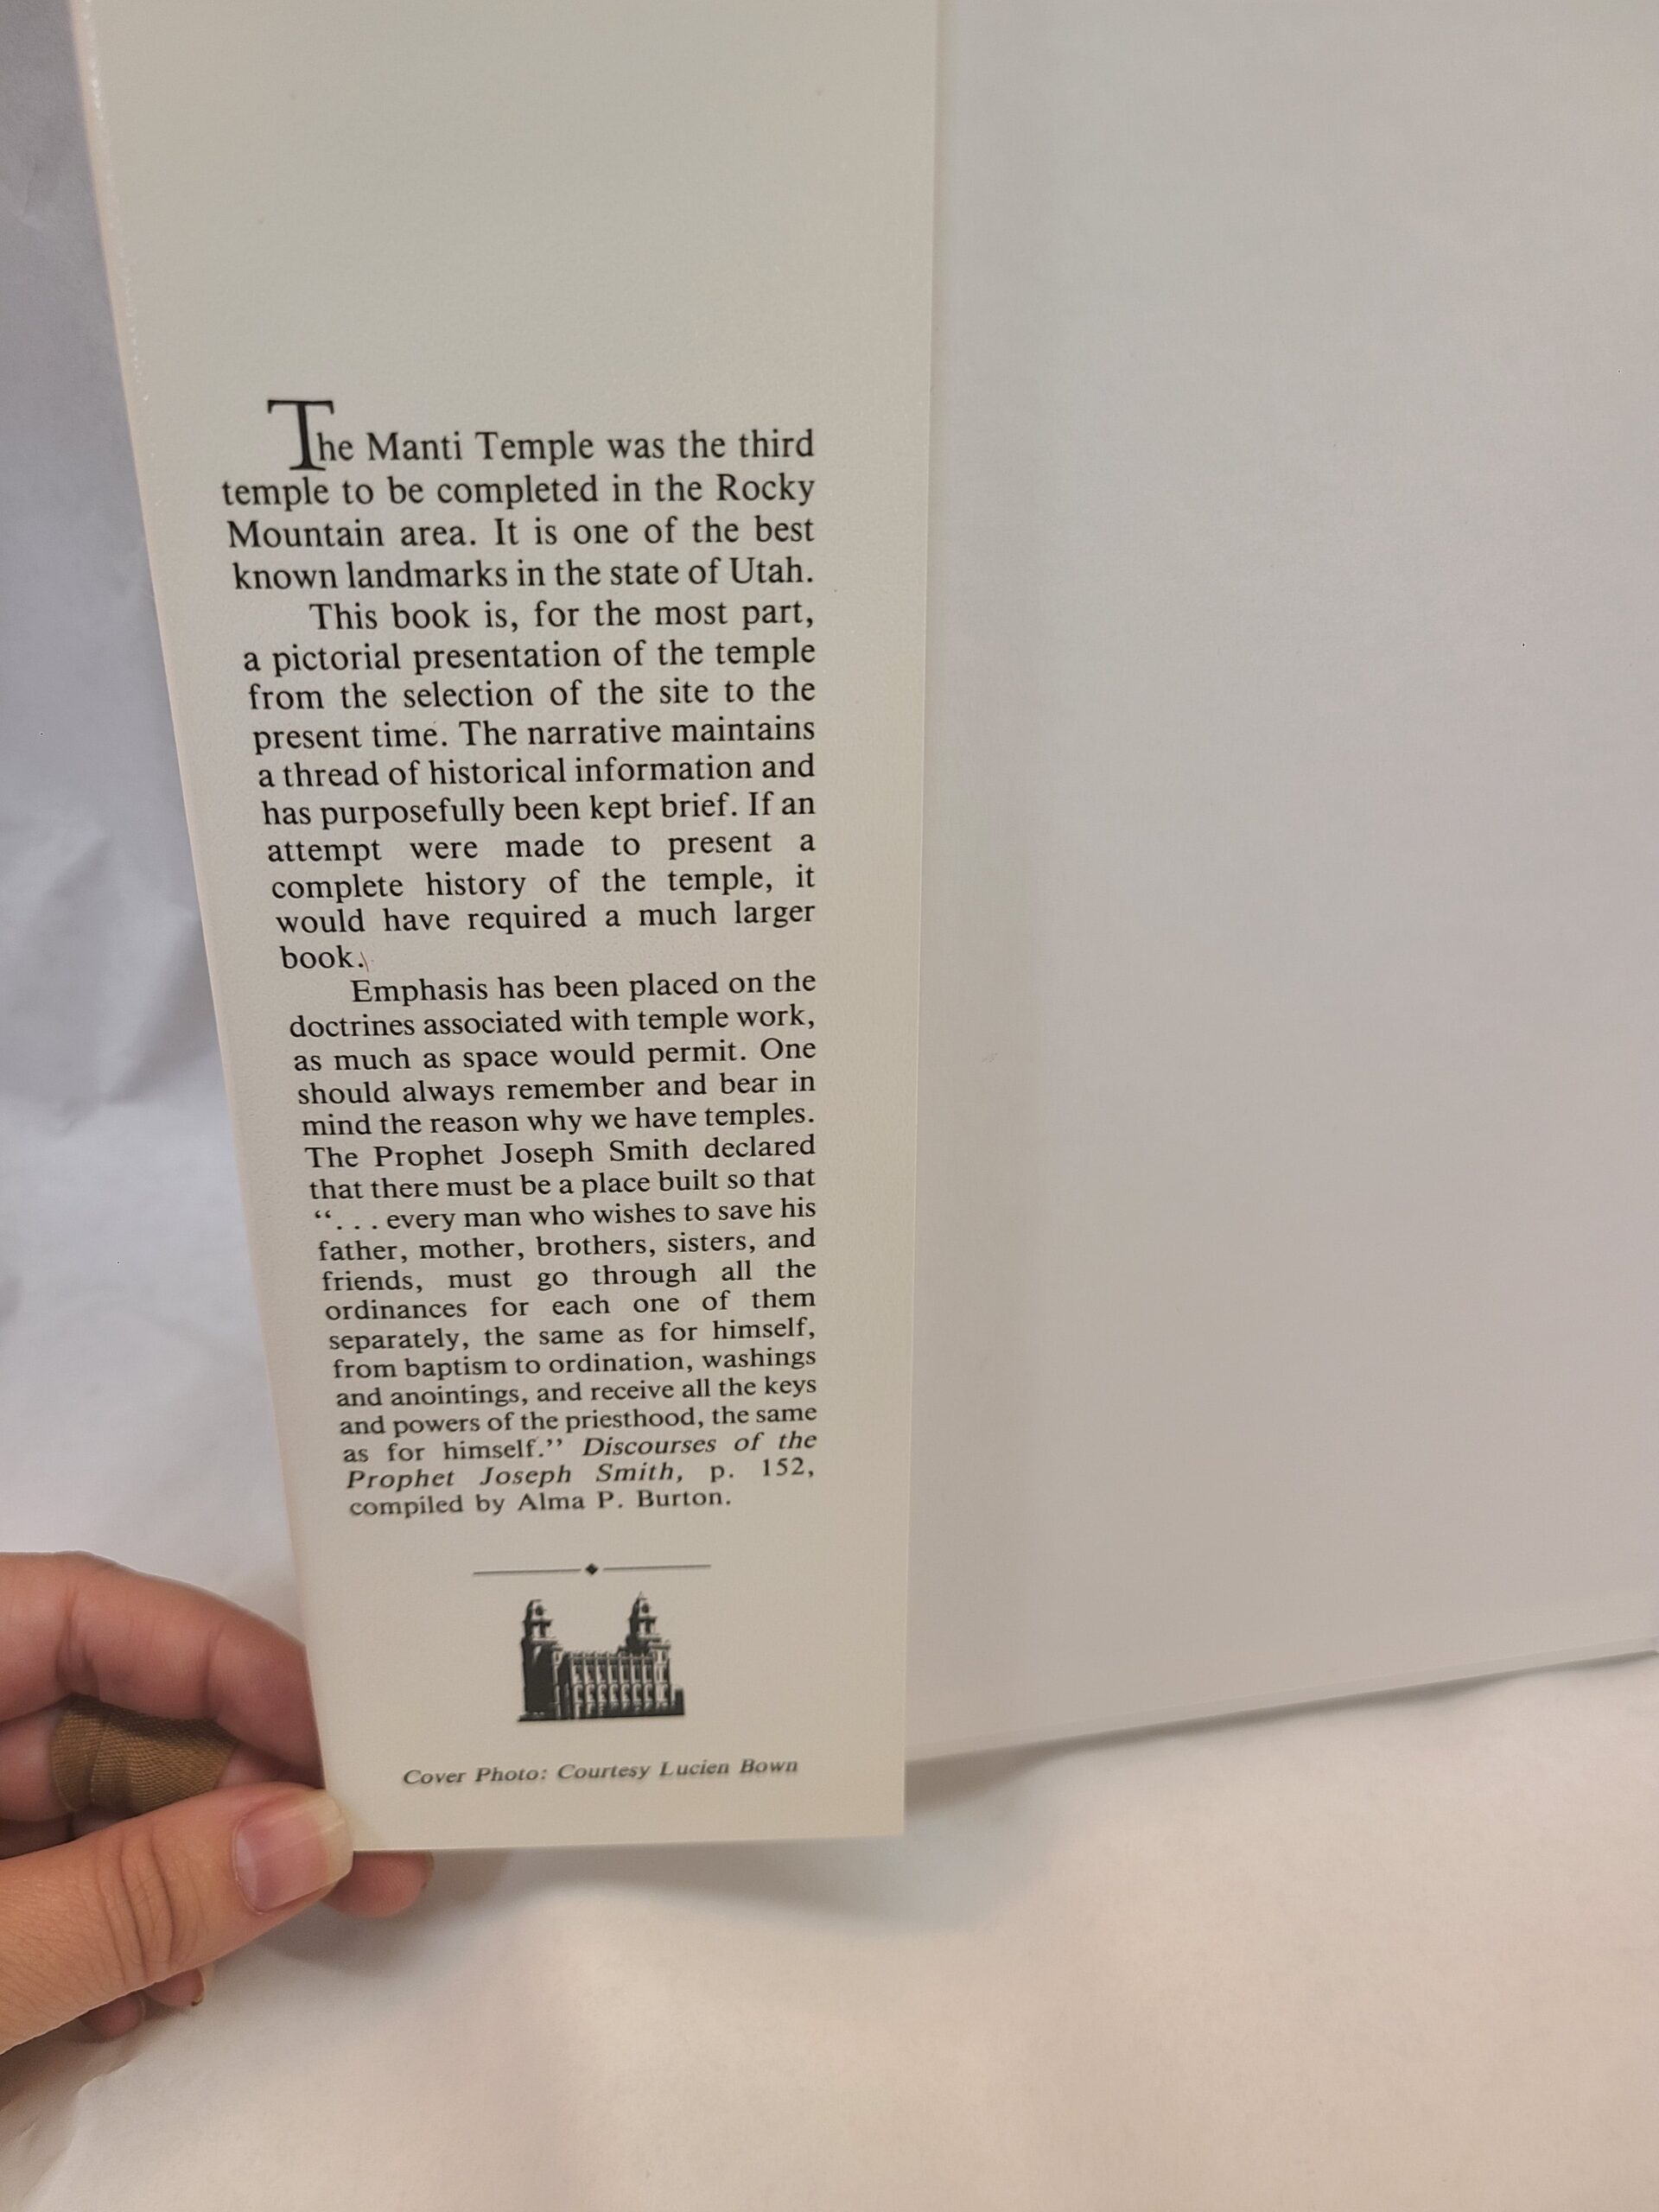 The Manti Temple was the third
temple to be completed in the Rocky
Mountain area. It is one of the best
known landmarks in the state of Utah.
This book is, for the most part,
a pictorial presentation of the temple
from the selection of the site to the
present time. The narrative maintains
a thread of historical information and
has purposefully been kept brief. If an
attempt were made to present a
complete history of the temple, it
would have required a much larger
book.
Emphasis has been placed on the
doctrines associated with temple work,
as much as space would permit. One
should always remember and bear in
mind the reason why we have temples.
The Prophet Joseph Smith declared
that there must be a place built so that
“. . . every man who wishes to save his
father, mother, brothers, sisters, and
friends, must go through all the
ordinances for each one of them
separately, the same as for himself,
from baptism to ordination, washings
and anointings, and receive all the keys
and powers of the priesthood, the same
as for himself.” Discourses of the
Prophet Joseph Smith, p. 152,
compiled by Alma P. Burton.
Cover Photo: Courtesy Lucien Bown